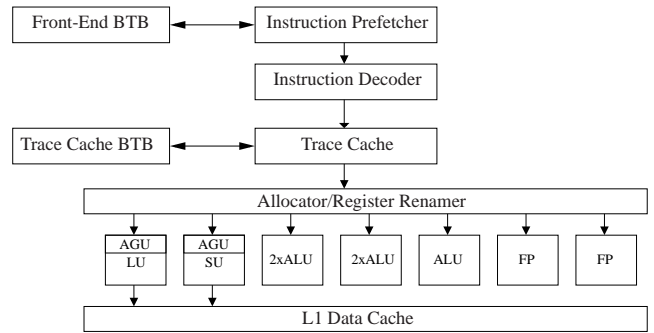 Front-End BTB
Instruction Prefetcher
Instruction Decoder
Trace Cache BTB
Trace Cache
Allocator/Register Renamer
AGU
LU
AGU
SU
2xALU
2xALU
ALU
FP
FP
L1 Data Cache